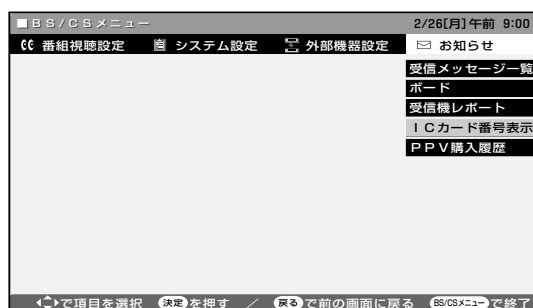 ■BS/CSメニュー 2/26[月]午前 9:00
番組視聴設定 システム設定 外部機器設定 お知らせ
受信メッセージ一覧
ボード
受信機レポート
ICカード番号表示
PPV購入履歴
で項目を選択 決定を押す / 戻るで前の画面に戻る BS/CSメニューで終了